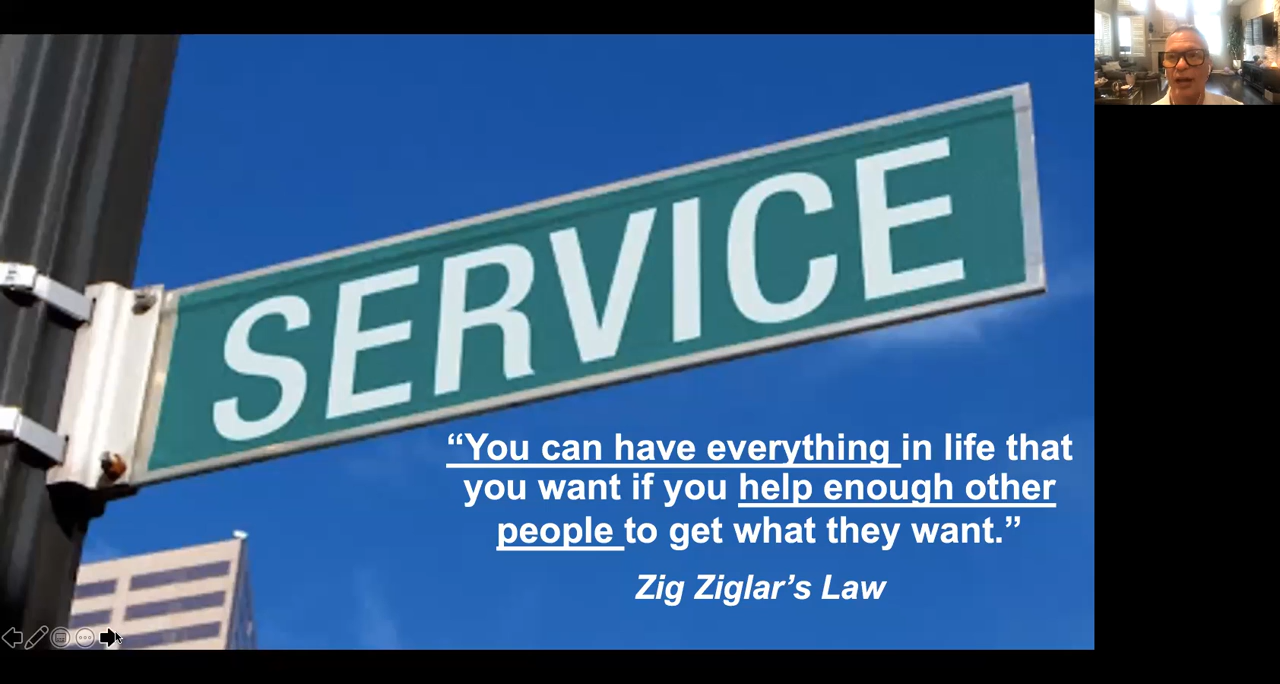 SERVICE
“You can have everything in life that
you want if you help enough other
people to get what they want.”
Zig Ziglar’s Law